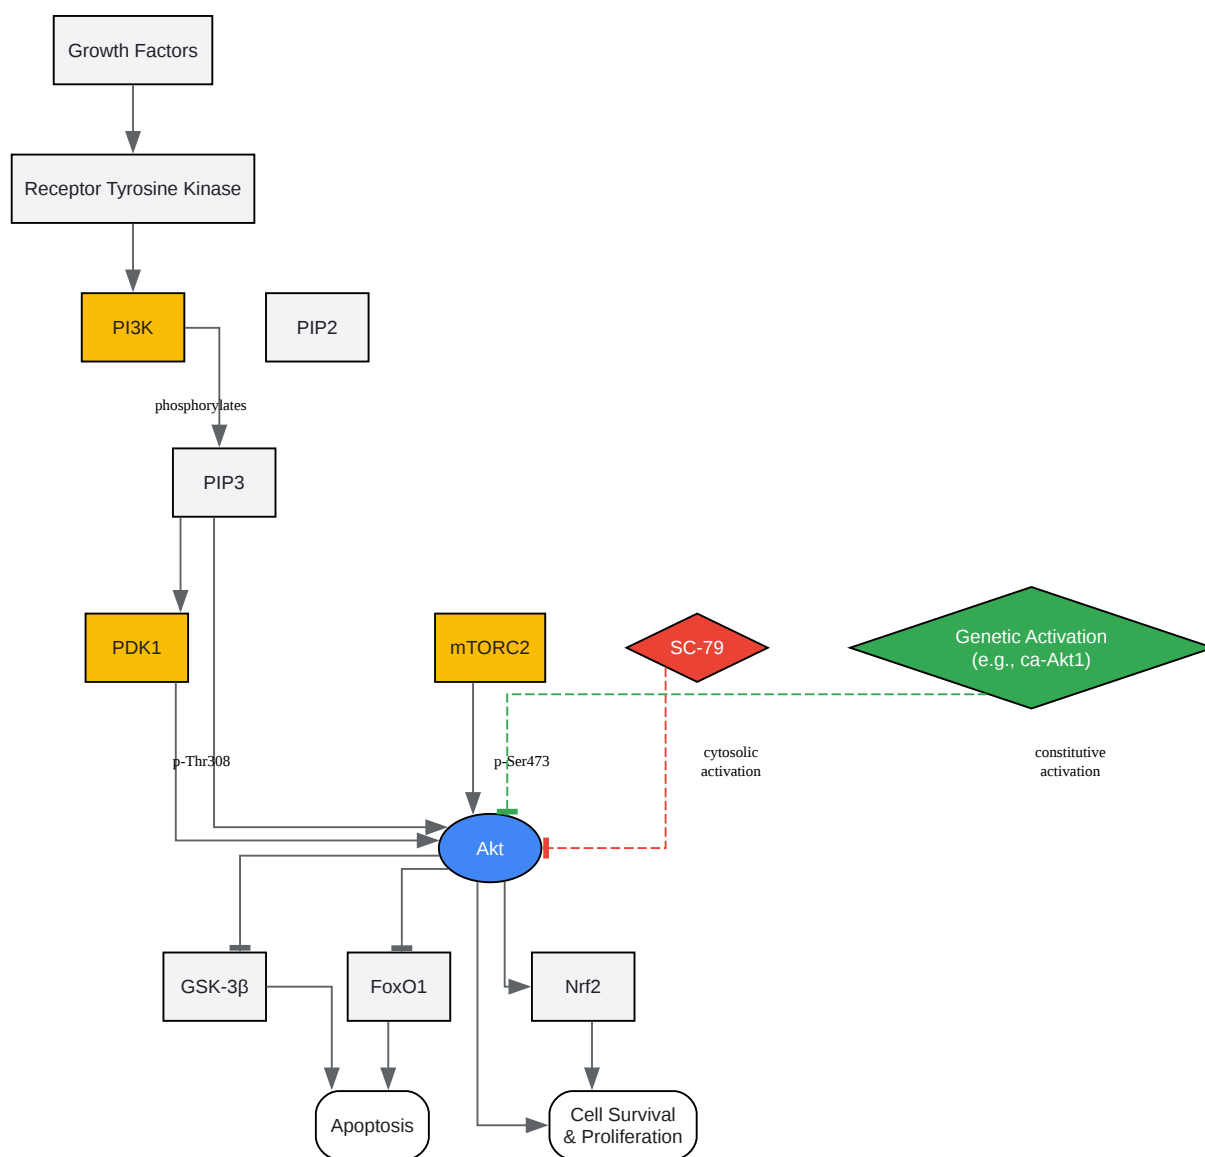 Growth Factors
Receptor Tyrosine Kinase
PI3K
PIP2
phosphorylates
PIP3
PDK1
mTORC2
SC-79
Genetic Activation
(e.g., ca-Akt1)
p-Thr308
p-Ser473
cytosolic
activation
constitutive
activation
Akt
GSK-3β
FoxO1
Nrf2
Apoptosis
Cell Survival
& Proliferation